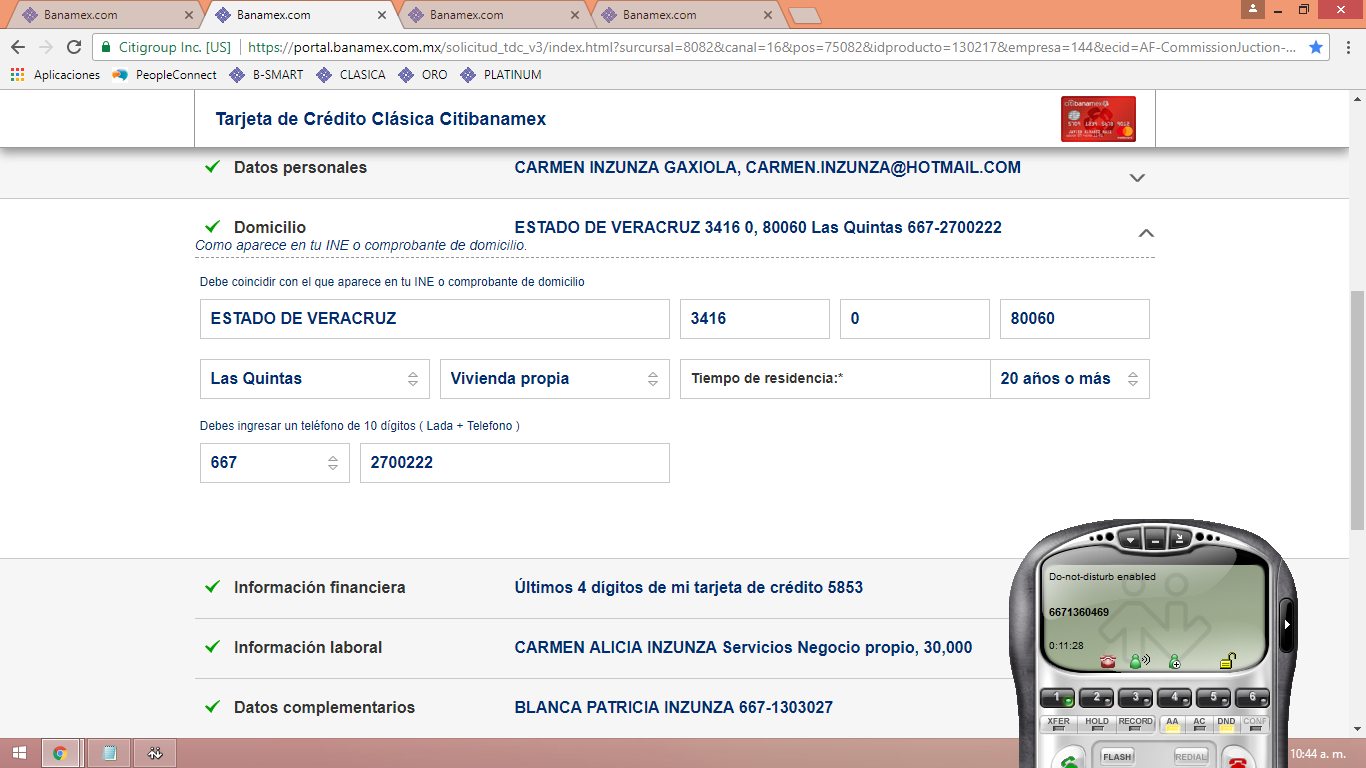 Banamex.com Banamex.com Banamex.com Banamex.com
Citigroup Inc. [US] https://portal.banamex.com.mx/solicitud_tdc_v3/index.html?surcursal=8082&canal=16&pos=75082&idproducto=130217&empresa=144&ecid=AF-CommissionJuction-...
Aplicaciones PeopleConnect B-SMART CLASICA ORO PLATINUM
Tarjeta de Crédito Clásica Citibanamex
citibanamex
Datos personales CARMEN INZUNZA GAXIOLA, CARMEN.INZUNZA@HOTMAIL.COM
Domicilio ESTADO DE VERACRUZ 3416 0, 80060 Las Quintas 667-2700222
Como aparece en tu INE o comprobante de domicilio.
Debe coincidir con el que aparece en tu INE o comprobante de domicilio
ESTADO DE VERACRUZ 3416 0 80060
Las Quintas Vivienda propia Tiempo de residencia:* 20 años o más
Debes ingresar un teléfono de 10 dígitos ( Lada + Telefono )
667 2700222
Información financiera Últimos 4 dígitos de mi tarjeta de crédito 5853
Información laboral CARMEN ALICIA INZUNZA Servicios Negocio propio, 30,000
Datos complementarios BLANCA PATRICIA INZUNZA 667-1303027
Do-not-disturb enabled
6671360469
0:11:28
1 2 3 4 5 6
XFER HOLD RECORD AA AC DND CONF
FLASH REDIAL
10:44 a. m.